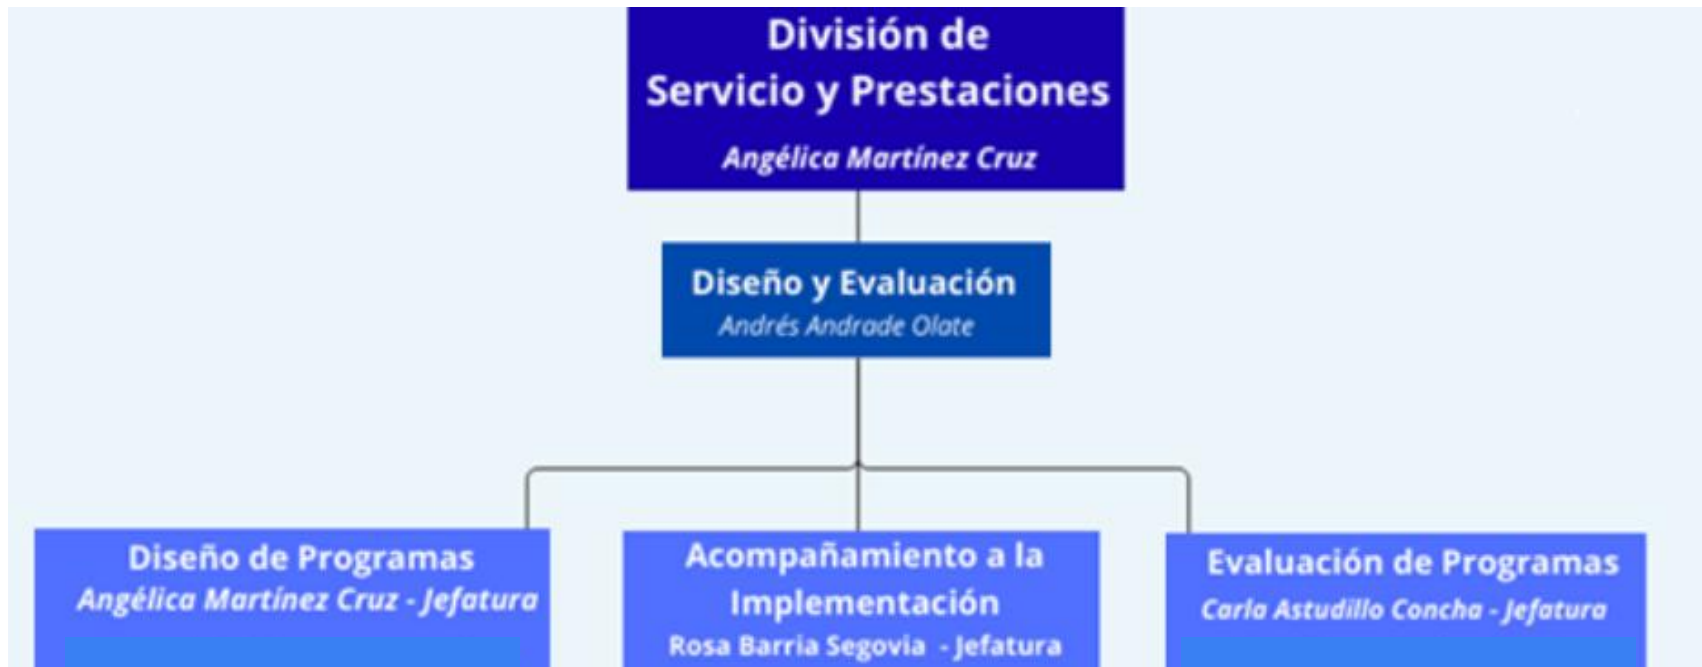 División de
Servicio y Prestaciones
Angélica Martínez Cruz
Diseño y Evaluación
Andrés Andrade Olate
Diseño de Programas
Angélica Martínez Cruz - Jefatura
Acompañamiento a la
Implementación
Rosa Barria Segovia - Jefatura
Evaluación de Programas
Carla Astudillo Concha - Jefatura